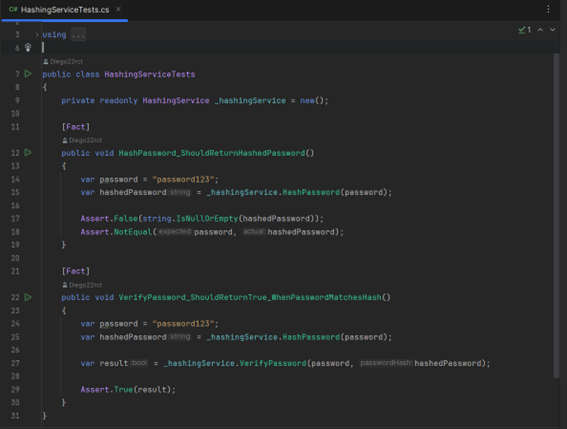 C# HashingServiceTests.cs ×
2
3 using ...
✓1
6
Diego22rct
7 public class HashingServiceTests
8 {
9 private readonly HashingService _hashingService = new();
10
11 [Fact]
Diego22rct
12 public void HashPassword_ShouldReturnHashedPassword()
13 {
14 var password = "password123";
15 var hashedPassword:string = _hashingService.HashPassword(password);
16
17 Assert.False(string.IsNullOrEmpty(hashedPassword));
18 Assert.NotEqual(expected:password, actual:hashedPassword);
19 }
20
21 [Fact]
Diego22rct
22 public void VerifyPassword_ShouldReturnTrue_WhenPasswordMatchesHash()
23 {
24 var password = "password123";
25 var hashedPassword:string = _hashingService.HashPassword(password);
26
27 var result:bool = _hashingService.VerifyPassword(password, passwordHash:hashedPassword);
28
29 Assert.True(result);
30 }
31 }